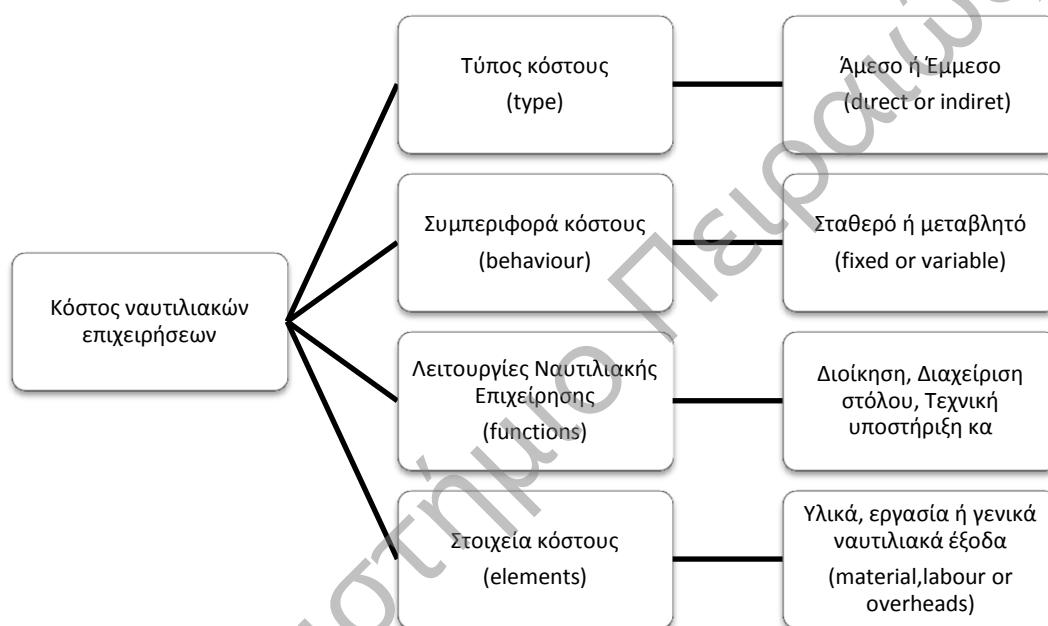 Κόστος ναυτιλιακών
επιχειρήσεων
Τύπος κόστους
(type)
Άμεσο ή Έμμεσο
(direct or indiret)
Συμπεριφορά κόστους
(behaviour)
Σταθερό ή μεταβλητό
(fixed or variable)
Λειτουργίες Ναυτιλιακής
Επιχείρησης
(functions)
Διοίκηση, Διαχείριση
στόλου, Τεχνική
υποστήριξη κα
Στοιχεία κόστους
(elements)
Υλικά, εργασία ή γενικά
ναυτιλιακά έξοδα
(material,labour or
overheads)
Πειραιώς